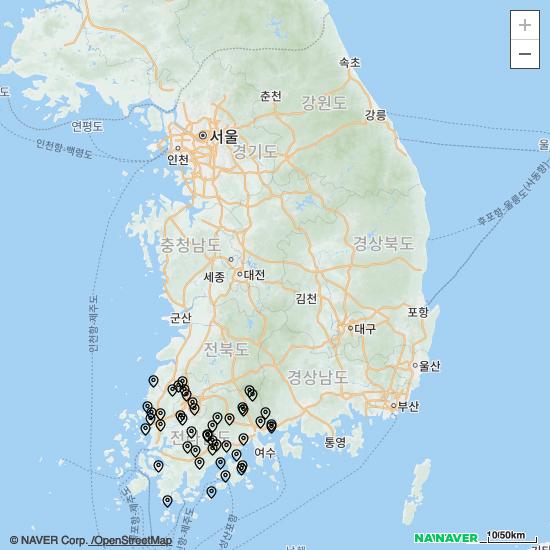 속초
춘천
강원도
강릉
도
연평도
서울
인천
경기도
울
인천항-백령도
후포항-울릉도(사동항)
충청남도
경상북도
세종
대전
김천
인천항-제주도
군산
포항
대구
전북도
울산
경상남도
부산
통영
여수
성산포항
10/50km
© NAVER Corp. /OpenStreetMap
NAVER